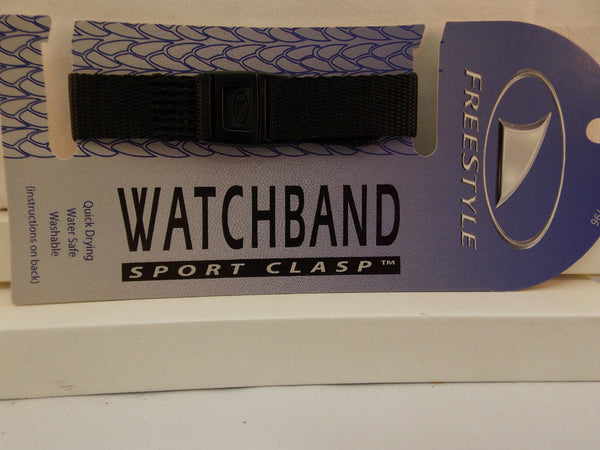 WATCHBAND
SPORT CLASP™
Quick Drying
Water Safe
Washable
(instructions on back)
FREESTYLE